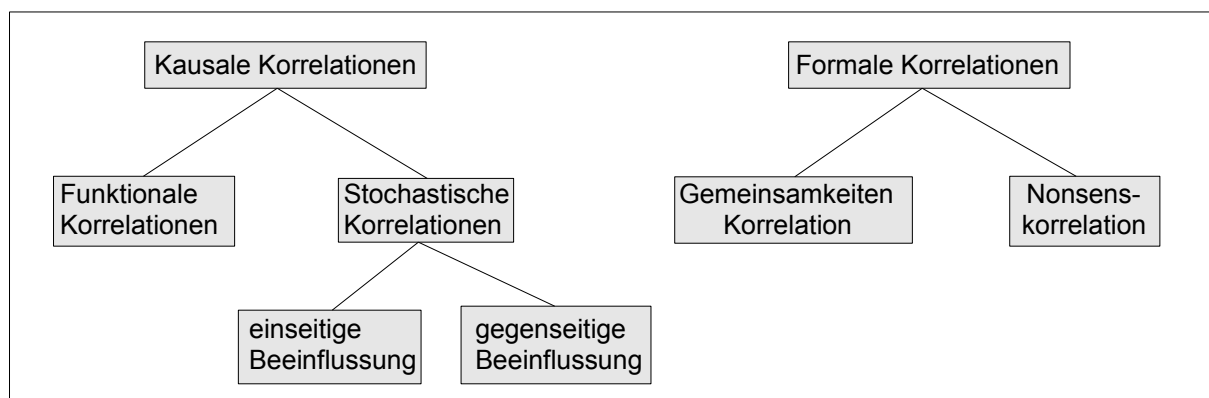 Kausale Korrelationen
Formale Korrelationen
Funktionale
Korrelationen
Stochastische
Korrelationen
Gemeinsamkeiten
Korrelation
Nonsens-
korrelation
einseitige
Beeinflussung
gegenseitige
Beeinflussung